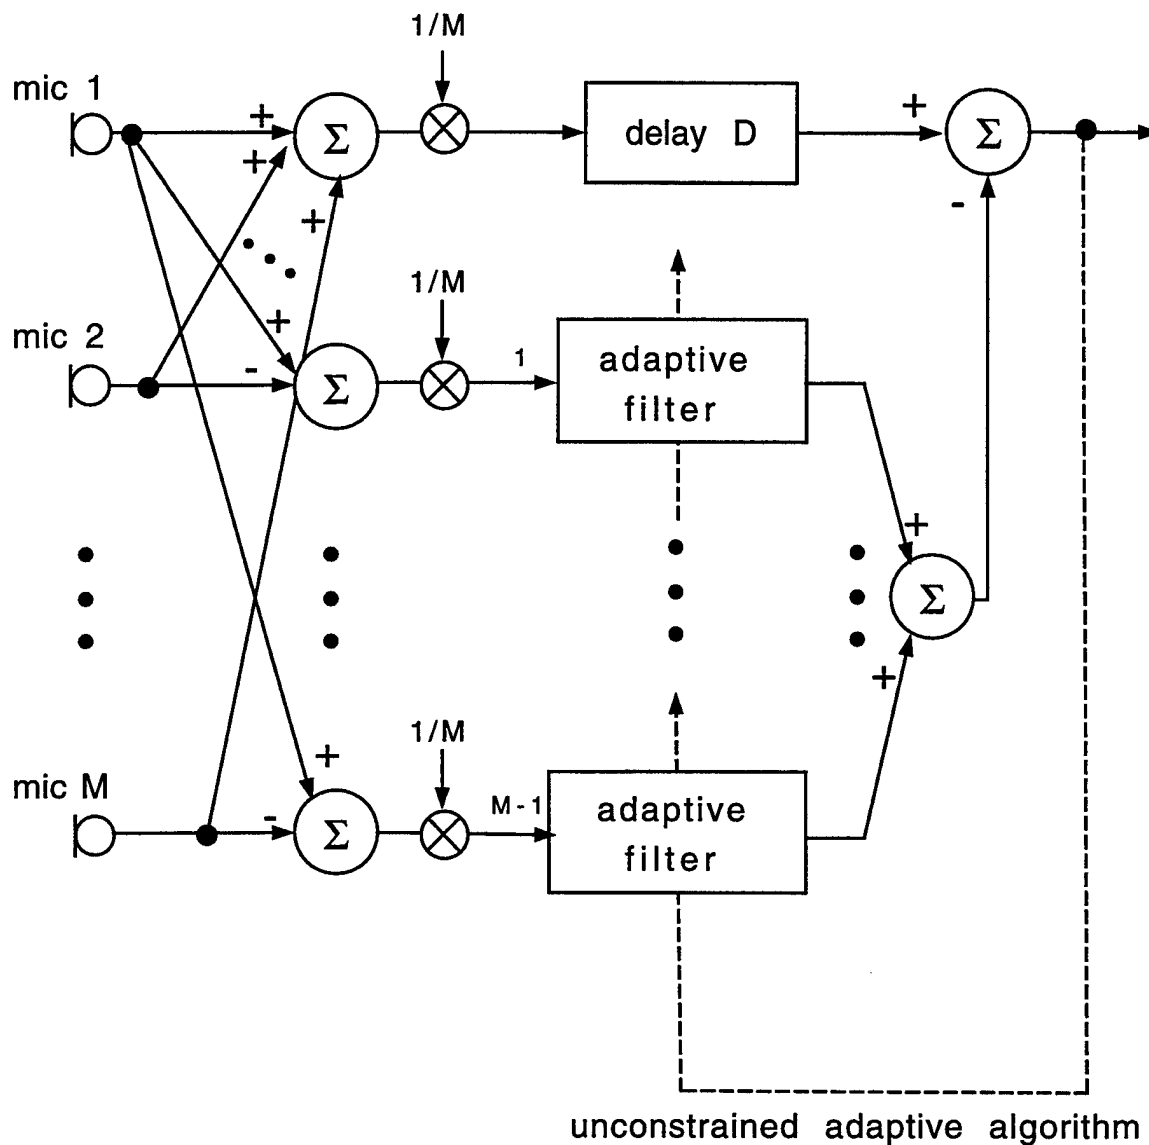 1/M
mic 1
+
Σ
+
delay D
+
Σ
+
-
1/M
mic 2
+
-
Σ
1
adaptive
filter
+
Σ
+
1/M
mic M
+
-
Σ
M-1
adaptive
filter
unconstrained adaptive algorithm